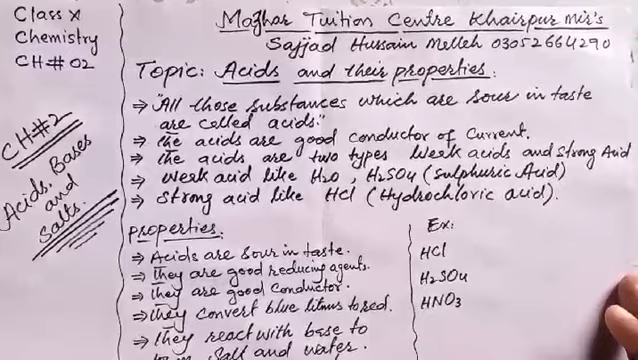 Class X
Chemistry
CH# 02
CH#2
Acids, Bases
and
Salts.
Mazhar Tuition Centre Khairpur Mir's
Sajjad Hussain Melleh 03052664290
Topic: Acids and their properties.
⇒ "All those substances which are sour in taste
are called acids."
⇒ the acids are good conductor of Current.
⇒ the acids are two types Weak acids and Strong Acid
⇒ Weak acid like H2O, H2SO4 (Sulphuric Acid)
⇒ Strong acid like HCl (Hydrochloric acid).
properties.
⇒ Acids are sour in taste.
⇒ They are good reducing agents.
⇒ They are good conductor.
⇒ they convert blue litmus to red.
⇒ They react with base to
salt and water.
Ex:
HCl
H2SO4
HNO3